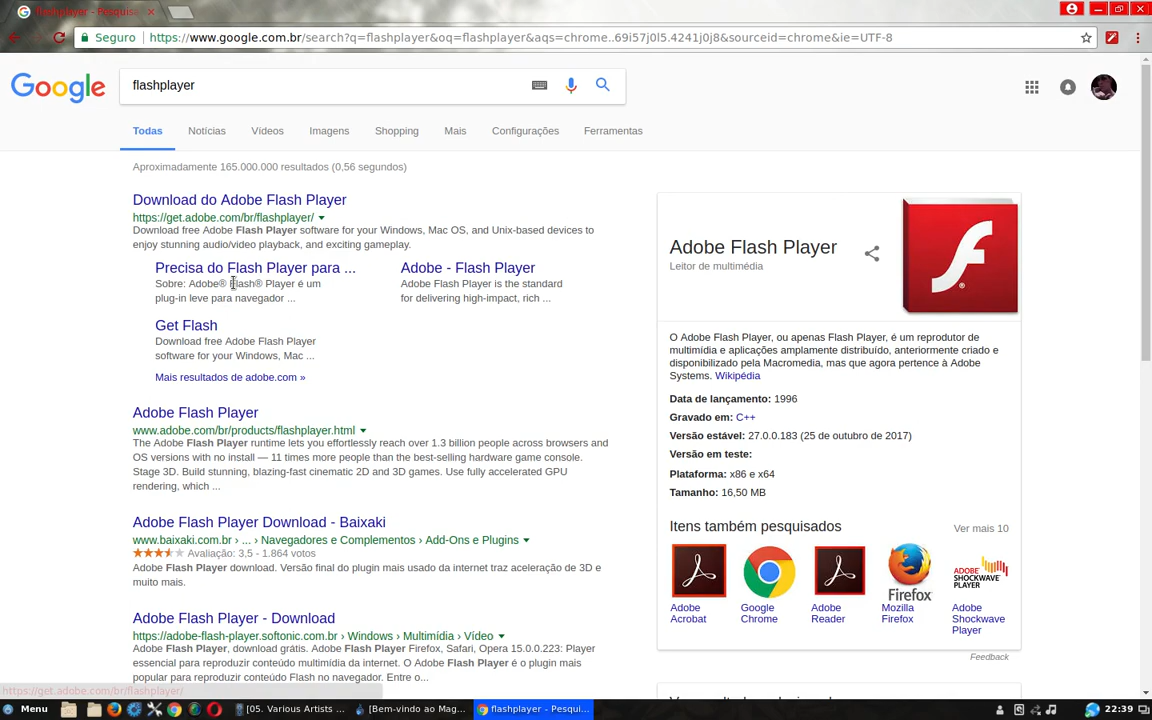 flashplayer - Pesquis
Seguro
https://www.google.com.br/search?q=flashplayer&oq=flashplayer&aqs=chrome..69i57j0l5.4241j0j8&sourceid=chrome&ie=UTF-8
Google
flashplayer
Todas Notícias Vídeos Imagens Shopping Mais Configurações Ferramentas
Aproximadamente 165.000.000 resultados (0,56 segundos)
Download do Adobe Flash Player
https://get.adobe.com/br/flashplayer/
Download free Adobe Flash Player software for your Windows, Mac OS, and Unix-based devices to
enjoy stunning audio/video playback, and exciting gameplay.
Precisa do Flash Player para ...
Sobre: Adobe® Flash® Player é um
plug-in leve para navegador ...
Adobe - Flash Player
Adobe Flash Player is the standard
for delivering high-impact, rich ...
Get Flash
Download free Adobe Flash Player
software for your Windows, Mac ...
Mais resultados de adobe.com »
Adobe Flash Player
www.adobe.com/br/products/flashplayer.html
The Adobe Flash Player runtime lets you effortlessly reach over 1.3 billion people across browsers and
OS versions with no install — 11 times more people than the best-selling hardware game console.
Stage 3D. Build stunning, blazing-fast cinematic 2D and 3D games. Use fully accelerated GPU
rendering, which ...
Adobe Flash Player Download - Baixaki
www.baixaki.com.br › ... › Navegadores e Complementos › Add-Ons e Plugins
Avaliação: 3,5 - 1.864 votos
Adobe Flash Player download. Versão final do plugin mais usado da internet traz aceleração de 3D e
muito mais.
Adobe Flash Player - Download
https://adobe-flash-player.softonic.com.br › Windows › Multimídia › Vídeo
Adobe Flash Player, download grátis. Adobe Flash Player Firefox, Safari, Opera 15.0.0.223: Player
essencial para reproduzir conteúdo multimídia da internet. O Adobe Flash Player é o plugin mais
popular para reproduzir conteúdo Flash no navegador. Entre o...
Adobe Flash Player
Leitor de multimídia
O Adobe Flash Player, ou apenas Flash Player, é um reprodutor de
multimídia e aplicações amplamente distribuído, anteriormente criado e
disponibilizado pela Macromedia, mas que agora pertence à Adobe
Systems. Wikipédia
Data de lançamento: 1996
Gravado em: C++
Versão estável: 27.0.0.183 (25 de outubro de 2017)
Versão em teste:
Plataforma: x86 e x64
Tamanho: 16,50 MB
Itens também pesquisados
Ver mais 10
ADOBE
SHOCKWAVE
PLAYER
Firefox
Adobe
Acrobat
Google
Chrome
Adobe
Reader
Mozilla
Firefox
Adobe
Shockwave
Player
Feedback
https://get.adobe.com/br/flashplayer/
Menu
[05. Various Artists ...
[Bem-vindo ao Mag...
flashplayer - Pesqui...
22:39